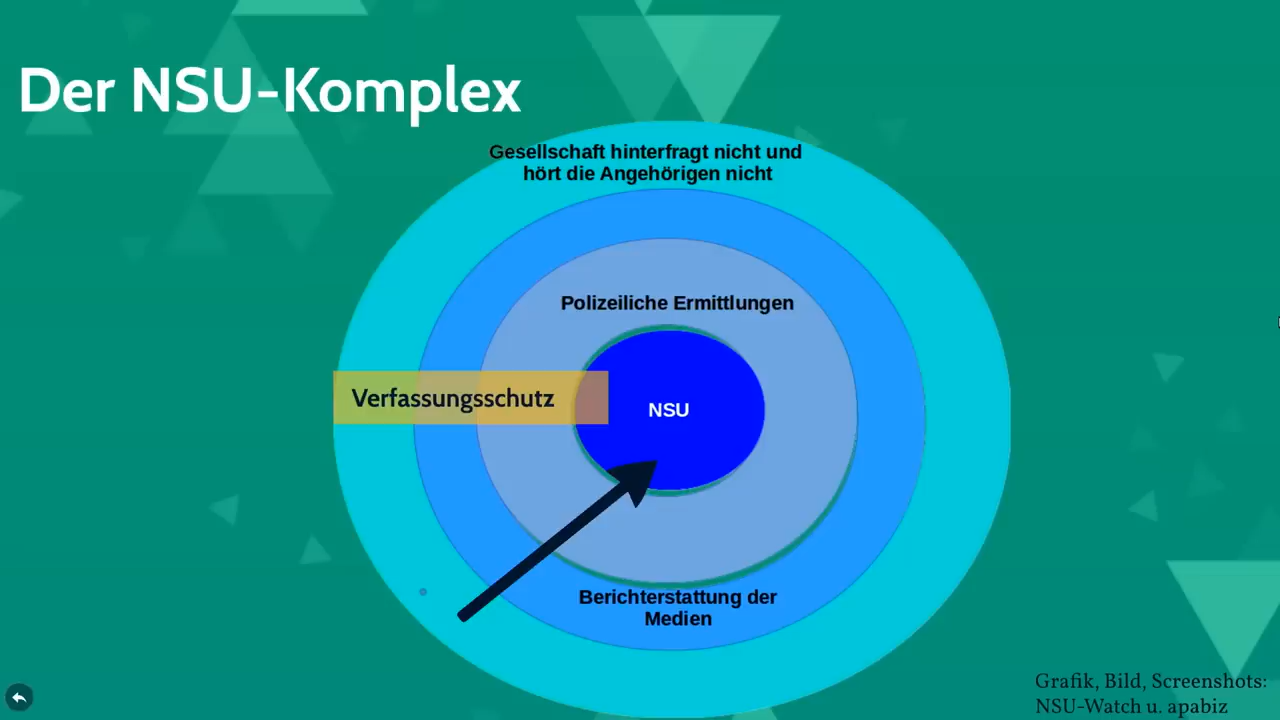 Der NSU-Komplex
Gesellschaft hinterfragt nicht und
hört die Angehörigen nicht
Polizeiliche Ermittlungen
Verfassungsschutz
NSU
Berichterstattung der
Medien
Grafik, Bild, Screenshots:
NSU-Watch u. apabiz